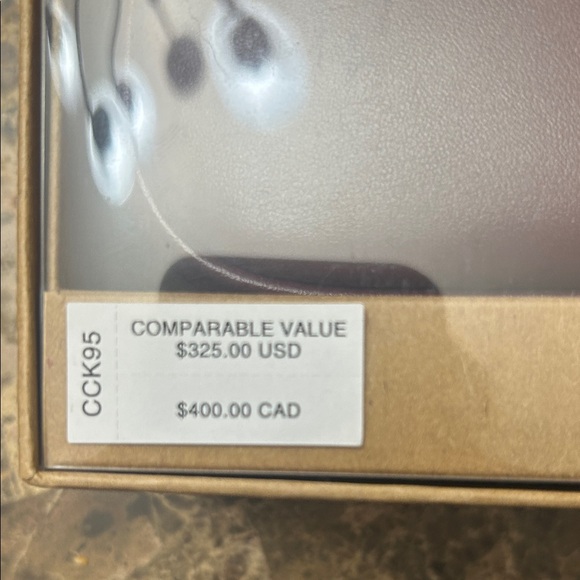 CCK95
COMPARABLE VALUE
$325.00 USD
$400.00 CAD